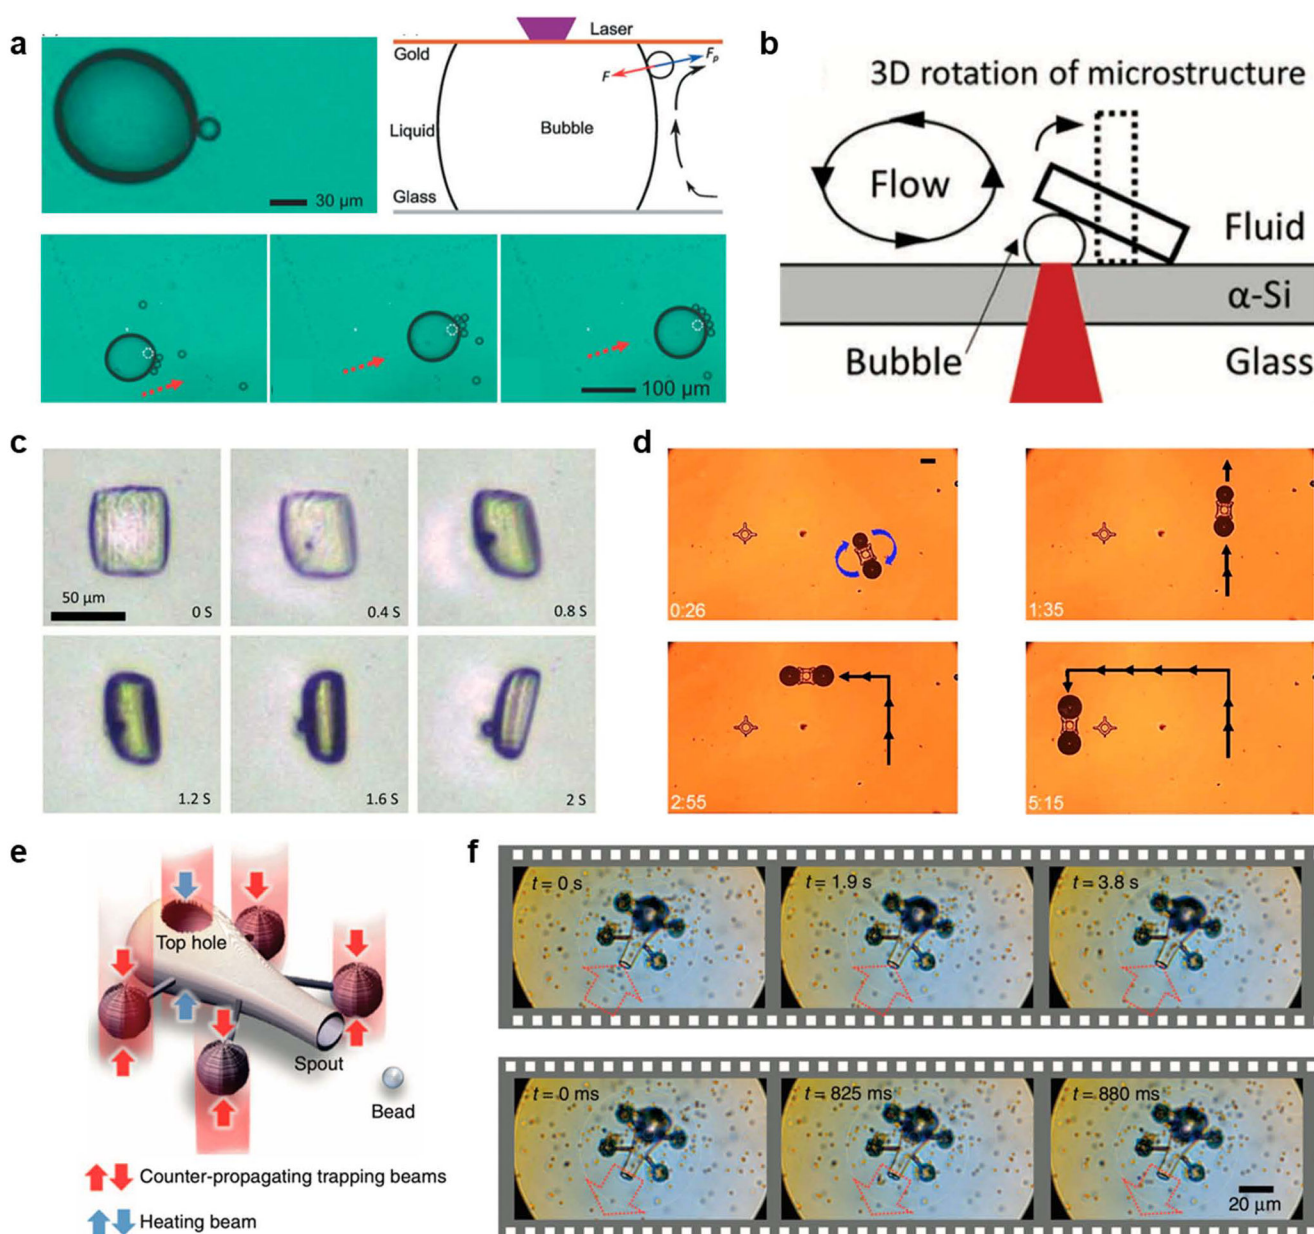 a
30 µm
Laser
Gold
F
Fp
Liquid
Bubble
Glass
100 µm
b
3D rotation of microstructure
Flow
Fluid
α-Si
Bubble
Glass
c
50 µm
0 S
0.4 S
0.8 S
1.2 S
1.6 S
2 S
d
0:26
1:35
2:55
5:15
e
Top hole
Spout
Bead
Counter-propagating trapping beams
Heating beam
f
t = 0 s
t = 1.9 s
t = 3.8 s
t = 0 ms
t = 825 ms
t = 880 ms
20 µm